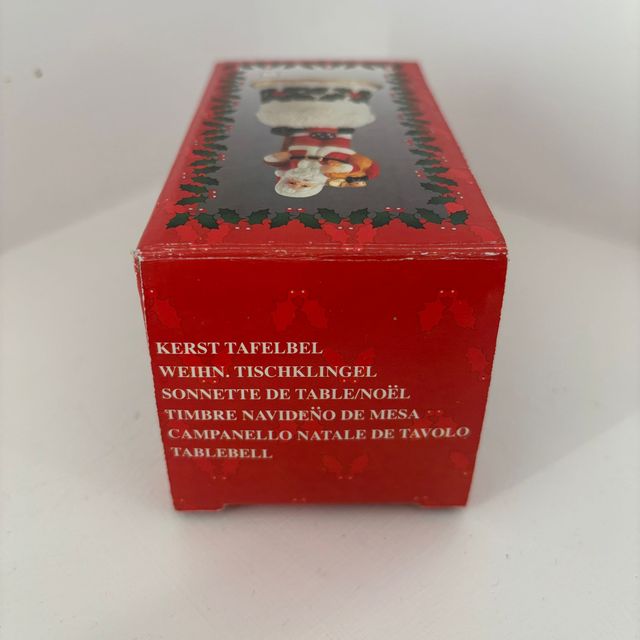 KERST TAFELBEL
WEIHN. TISCHKLINGEL
SONNETTE DE TABLE/NOËL
TIMBRE NAVIDEÑO DE MESA
CAMPANELLO NATALE DE TAVOLO
TABLEBELL